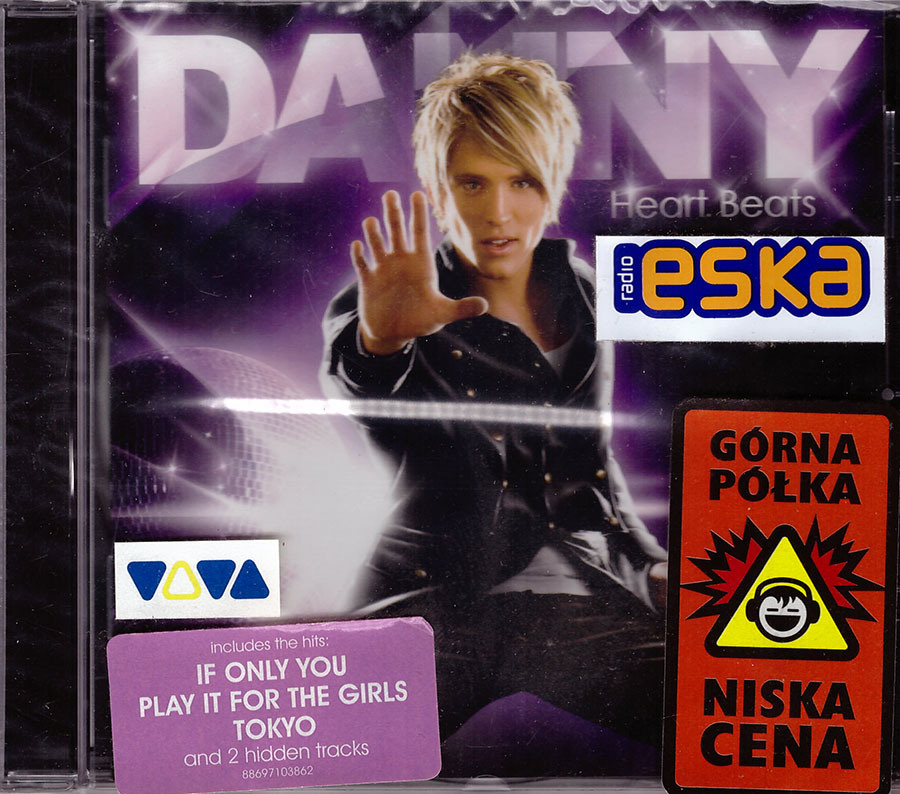 DANNY
Heart Beats
radio eska
GÓRNA
PÓŁKA
VIVA
includes the hits:
IF ONLY YOU
PLAY IT FOR THE GIRLS
TOKYO
and 2 hidden tracks
88697103862
NISKA
CENA